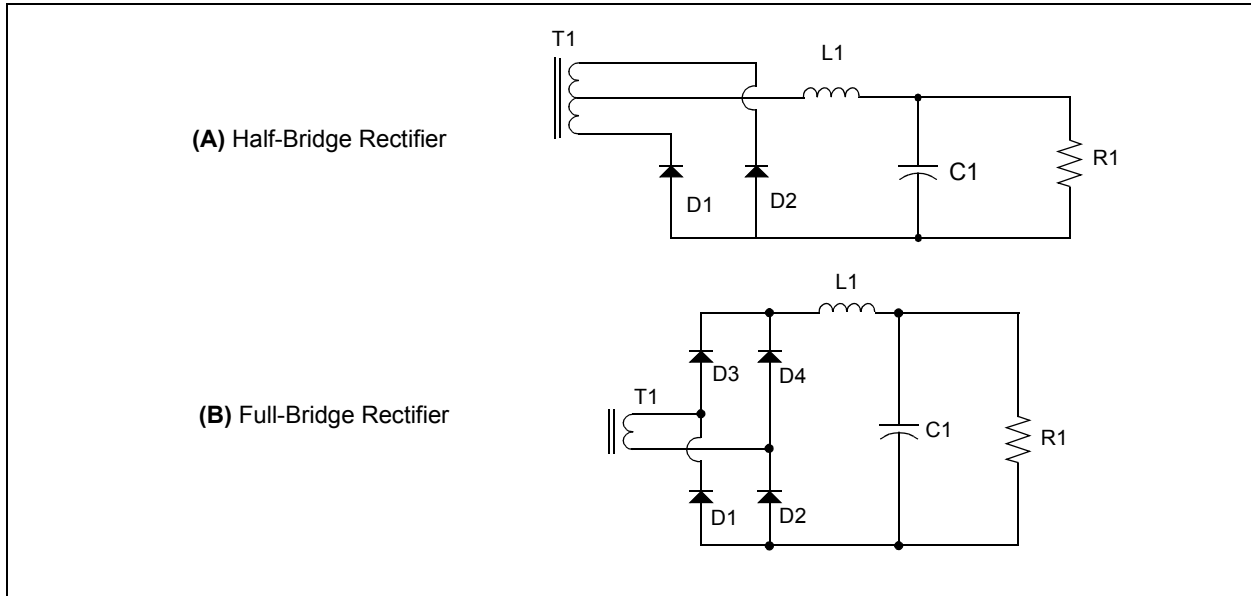 T1
L1
(A) Half-Bridge Rectifier
C1
R1
D1
D2
L1
D3
D4
T1
(B) Full-Bridge Rectifier
C1
R1
D1
D2